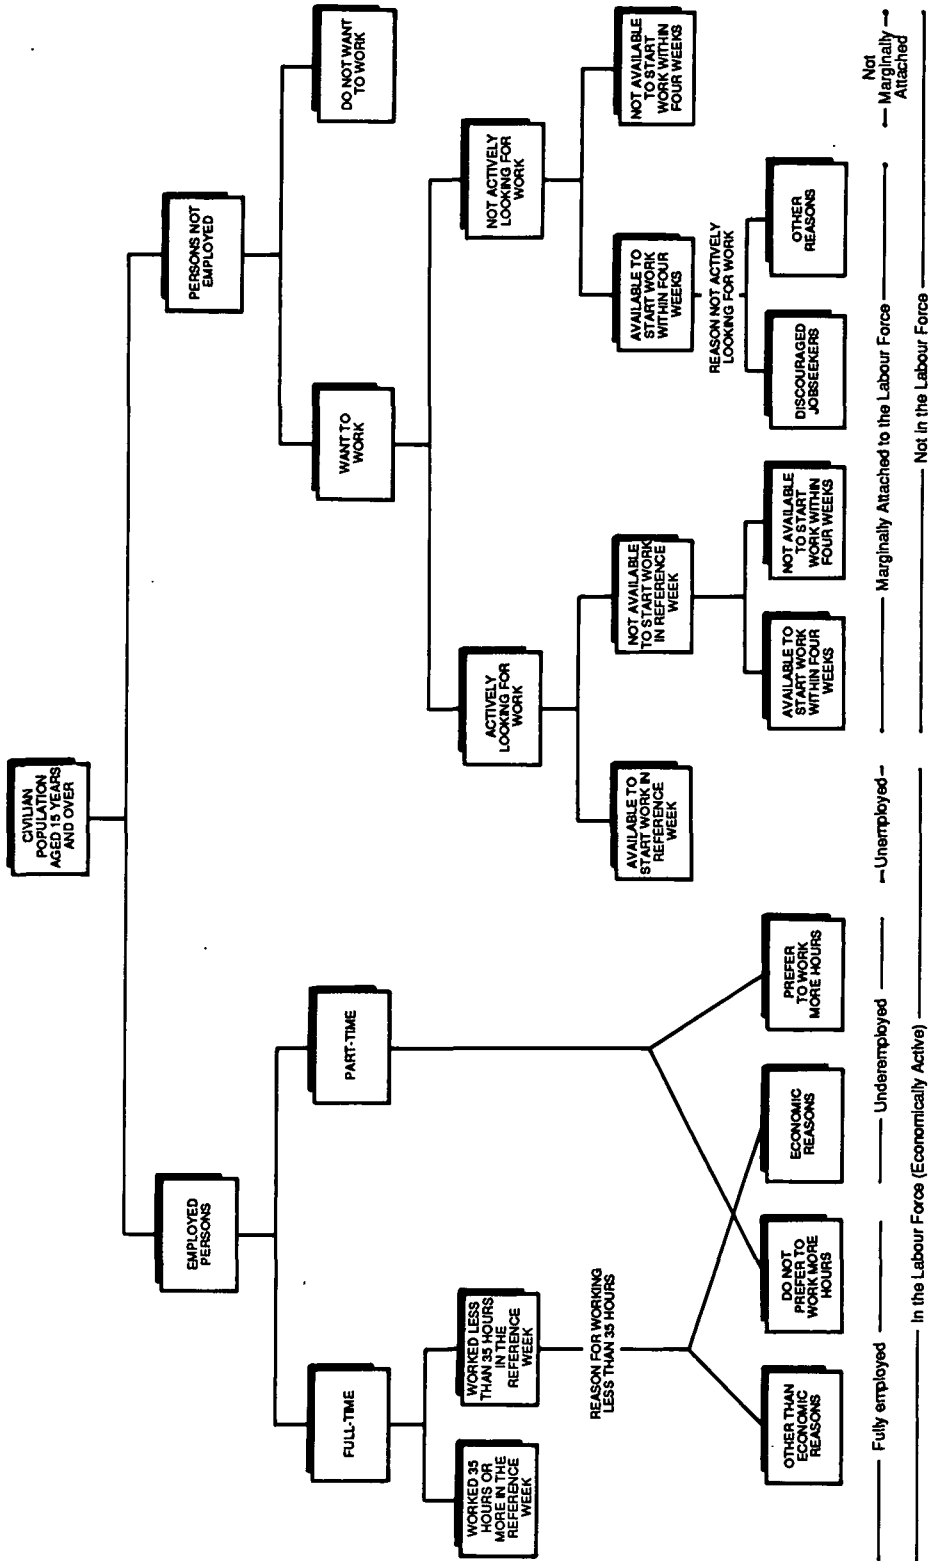 CIVILIAN
POPULATION
AGED 15 YEARS
AND OVER
EMPLOYED
PERSONS
PERSONS NOT
EMPLOYED
FULL-TIME
PART-TIME
WANT TO
WORK
DO NOT WANT
TO WORK
WORKED 35
HOURS OR
MORE IN THE
REFERENCE
WEEK
WORKED LESS
THAN 35 HOURS
IN THE
REFERENCE
WEEK
ACTIVELY
LOOKING FOR
WORK
NOT ACTIVELY
LOOKING FOR
WORK
REASON FOR WORKING
LESS THAN 35 HOURS
AVAILABLE TO
START WORK IN
REFERENCE
WEEK
NOT AVAILABLE
TO START WORK
IN REFERENCE
WEEK
AVAILABLE TO
START WORK
WITHIN FOUR
WEEKS
NOT AVAILABLE
TO START
WORK WITHIN
FOUR WEEKS
REASON NOT ACTIVELY
LOOKING FOR WORK
OTHER THAN
ECONOMIC
REASONS
DO NOT
PREFER TO
WORK MORE
HOURS
ECONOMIC
REASONS
PREFER
TO WORK
MORE HOURS
AVAILABLE TO
START WORK
WITHIN FOUR
WEEKS
NOT AVAILABLE
TO START
WORK WITHIN
FOUR WEEKS
DISCOURAGED
JOBSEEKERS
OTHER
REASONS
Fully employed
Underemployed
Unemployed
Marginally Attached to the Labour Force
Not
Marginally
Attached
In the Labour Force (Economically Active)
Not in the Labour Force